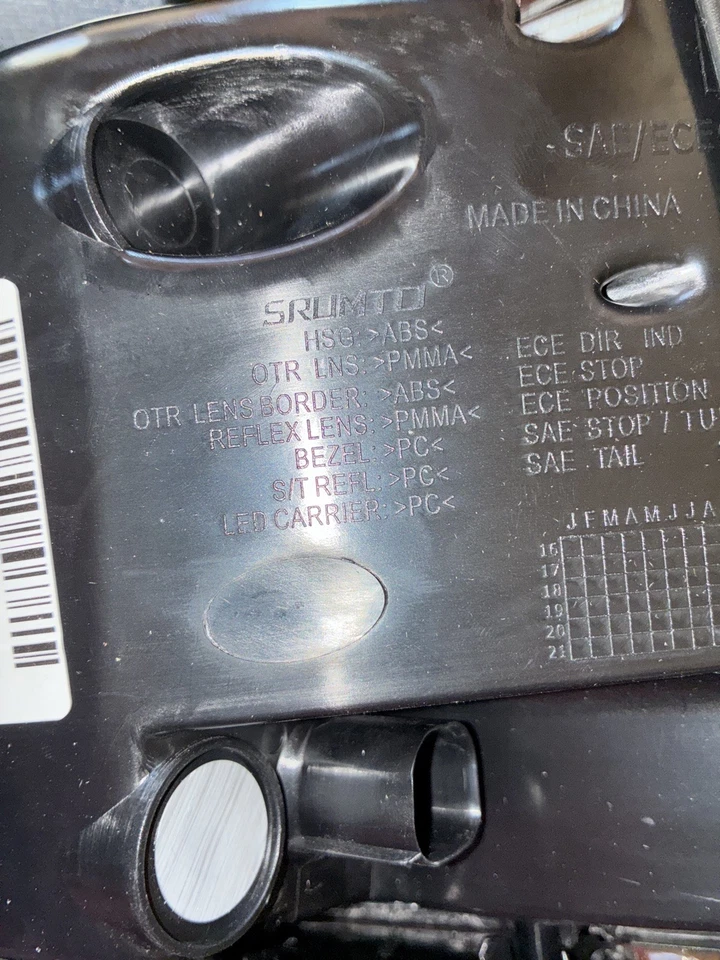 SAE/ECE
MADE IN CHINA
SRUMTO®
HSG: >ABS<
OTR LNS: >PMMA<
OTR LENS BORDER: >ABS<
REFLEX LENS: >PMMA<
BEZEL: >PC<
S/T REFL: >PC<
LED CARRIER: >PC<
ECE DIR IND
ECE STOP
ECE POSITION
SAE STOP / TU
SAE TAIL
J F M A M J J A
16
17
18
19
20
21